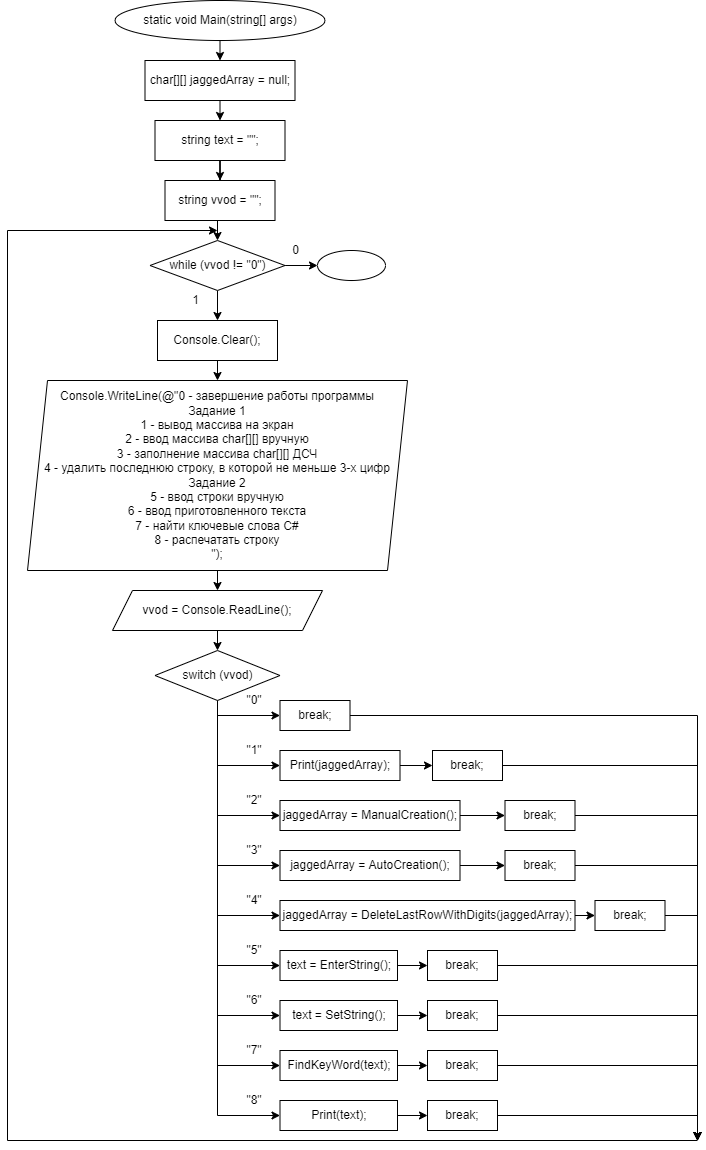 static void Main(string[] args)
char[][] jaggedArray = null;
string text = "";
string vvod = "";
while (vvod != "0")
0
1
Console.Clear();
Console.WriteLine(@"0 - завершение работы программы
Задание 1
1 - вывод массива на экран
2 - ввод массива char[][] вручную
3 - заполнение массива char[][] ДСЧ
4 - удалить последнюю строку, в которой не меньше 3-х цифр
Задание 2
5 - ввод строки вручную
6 - ввод приготовленного текста
7 - найти ключевые слова C#
8 - распечатать строку
");
vvod = Console.ReadLine();
switch (vvod)
"0"
break;
"1"
Print(jaggedArray);
break;
"2"
jaggedArray = ManualCreation();
break;
"3"
jaggedArray = AutoCreation();
break;
"4"
jaggedArray = DeleteLastRowWithDigits(jaggedArray);
break;
"5"
text = EnterString();
break;
"6"
text = SetString();
break;
"7"
FindKeyWord(text);
break;
"8"
Print(text);
break;